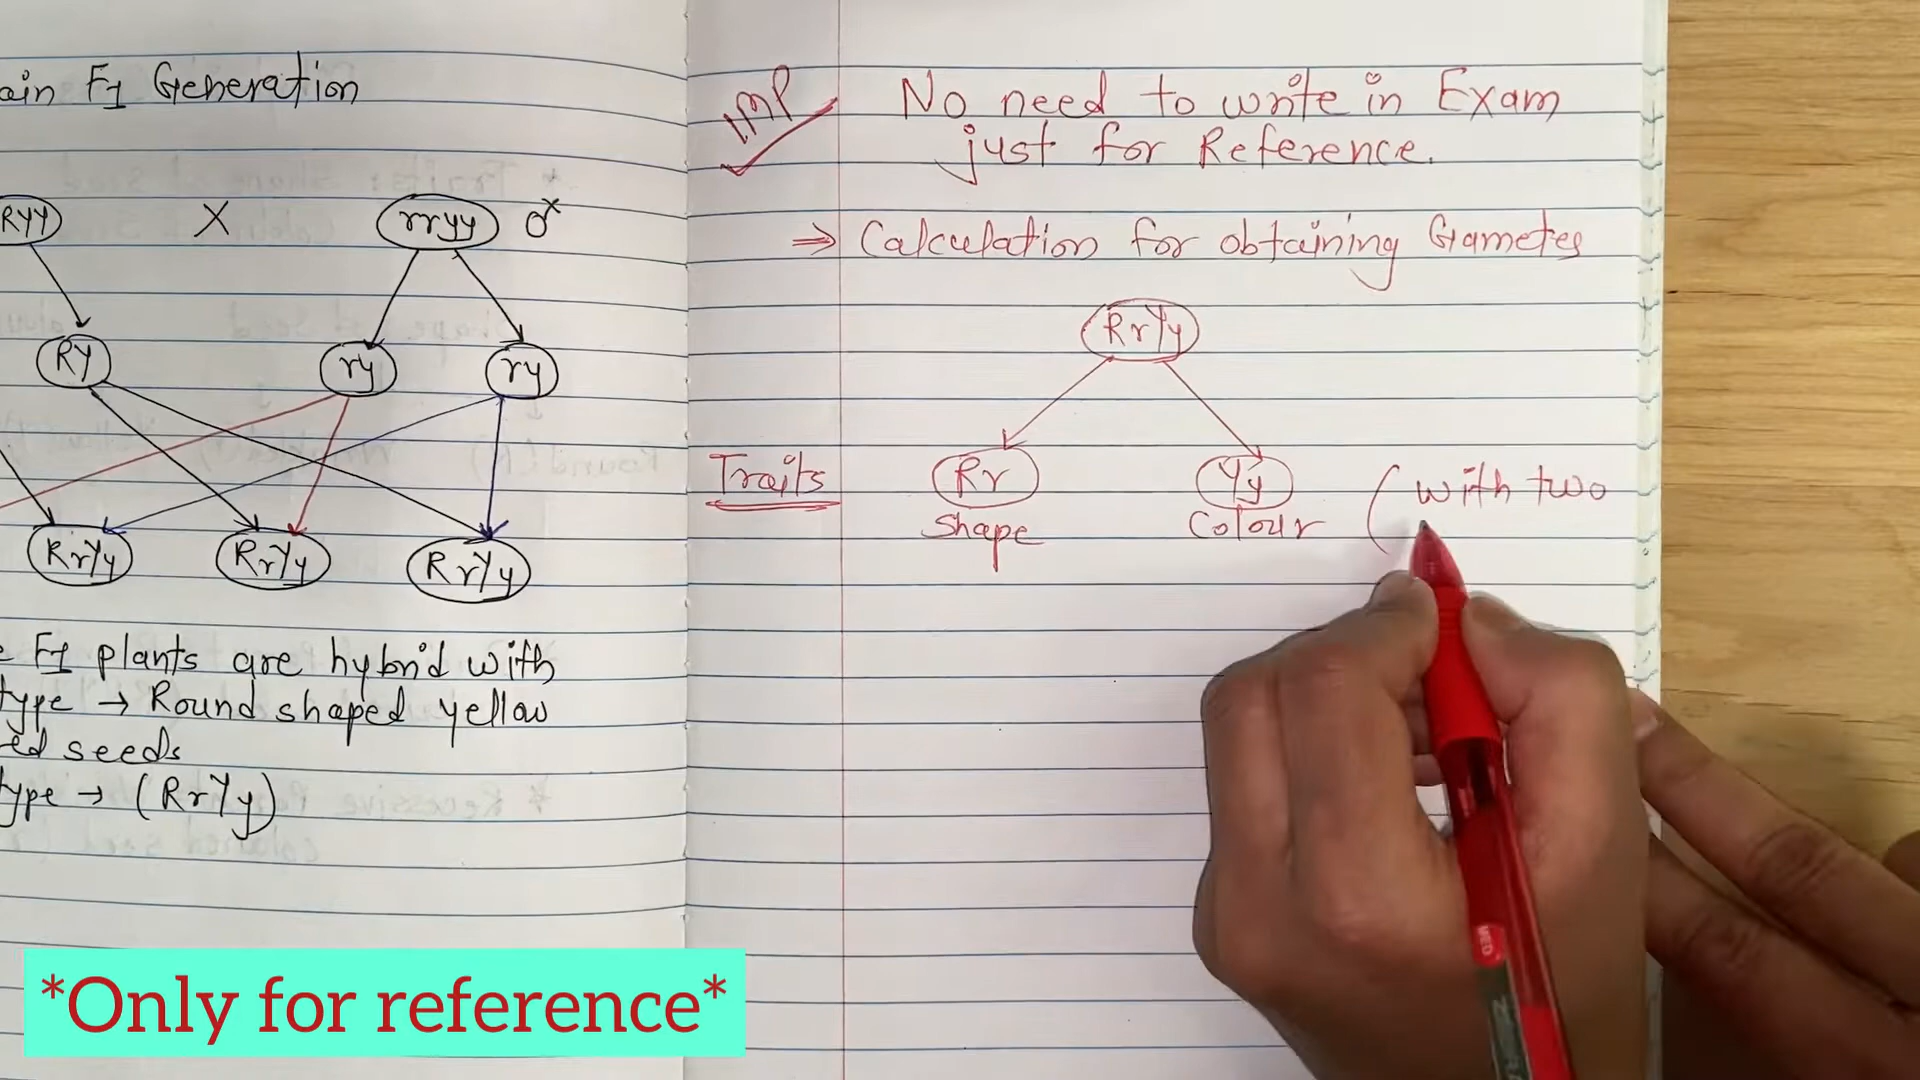 ain F1 Generation
RYY X rryy
RY ry ry
RrYy RrYy RrYy
F1 plants are hybrid with
type → Round shaped yellow
ed seeds
type → (RrYy)
IMP
No need to write in Exam
just for Reference.
⇒ Calculation for obtaining Gametes
RrYy
Traits Rr Yy (with two
Shape Colour
*Only for reference*